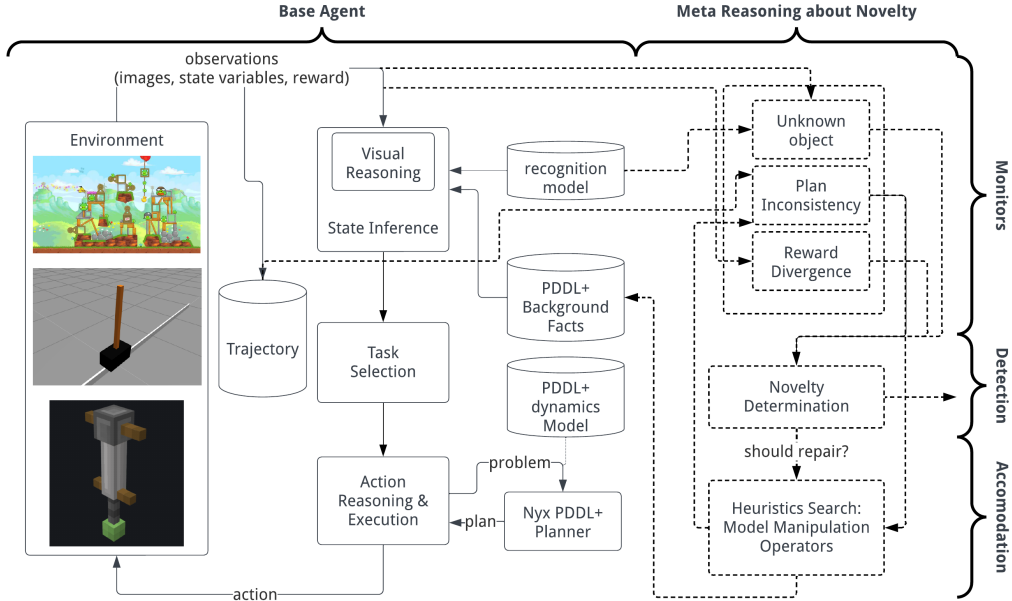 Base Agent
Meta Reasoning about Novelty
observations
(images, state variables, reward)
Environment
Visual
Reasoning
State Inference
recognition
model
Unknown
object
Plan
Inconsistency
Reward
Divergence
Monitors
PDDL+
Background
Facts
Trajectory
Task
Selection
PDDL+
dynamics
Model
Novelty
Determination
Detection
should repair?
problem
Action
Reasoning &
Execution
plan
Nyx PDDL+
Planner
Heuristics Search:
Model Manipulation
Operators
Accomodation
action